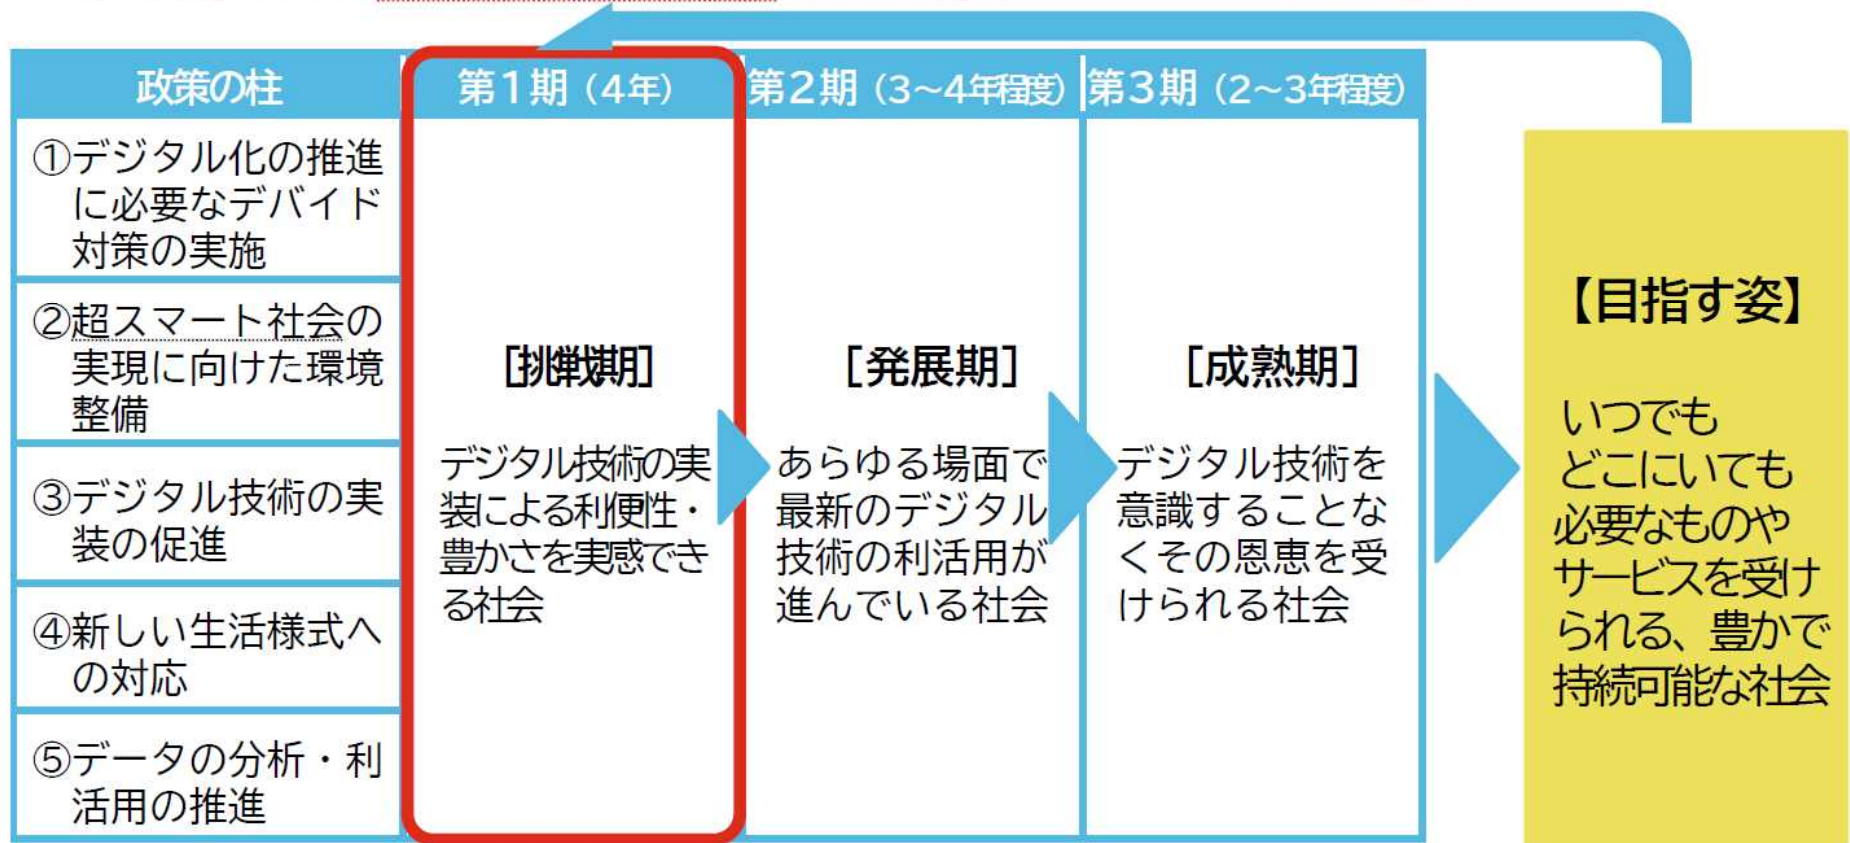 政策の柱
第1期（4年）
第2期（3～4年程度）
第3期（2～3年程度）
①デジタル化の推進
に必要なデバイド
対策の実施
②超スマート社会の
実現に向けた環境
整備
③デジタル技術の実
装の促進
④新しい生活様式へ
の対応
⑤データの分析・利
活用の推進
［挑戦期］
デジタル技術の実
装による利便性・
豊かさを実感でき
る社会
［発展期］
あらゆる場面で
最新のデジタル
技術の利活用が
進んでいる社会
［成熟期］
デジタル技術を
意識することな
くその恩恵を受
けられる社会
【目指す姿】
いつでも
どこにいても
必要なものや
サービスを受け
られる、豊かで
持続可能な社会